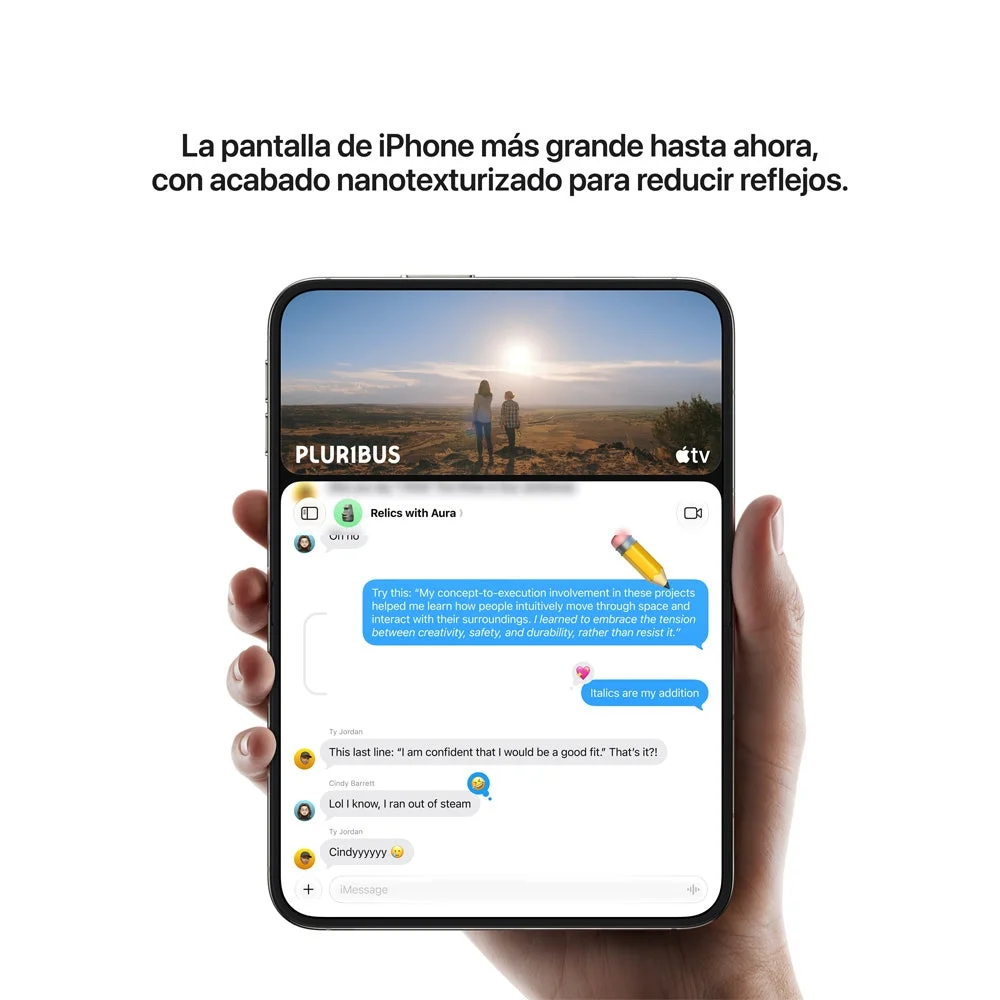 La pantalla de iPhone más grande hasta ahora,
con acabado nanotexturizado para reducir reflejos.
PLUR1BUS
tv
Relics with Aura
Oh no
Try this: “My concept-to-execution involvement in these projects
helped me learn how people intuitively move through space and
interact with their surroundings. I learned to embrace the tension
between creativity, safety, and durability, rather than resist it.”
Italics are my addition
Ty Jordan
This last line: “I am confident that I would be a good fit.” That’s it?!
Cindy Barrett
Lol I know, I ran out of steam
Ty Jordan
Cindyyyyyy 🥲
iMessage